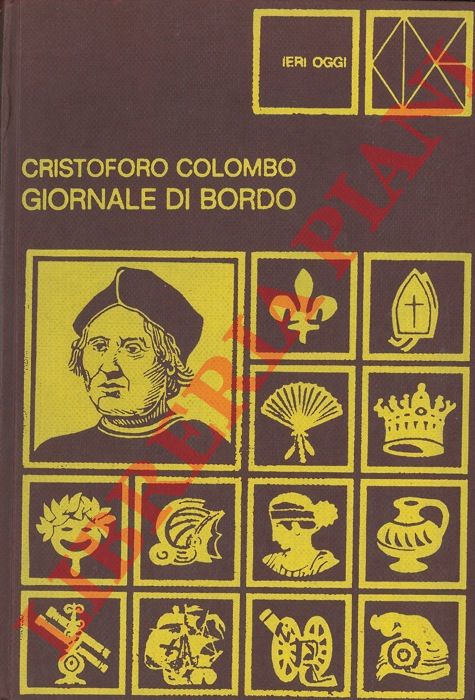 IERI OGGI
CRISTOFORO COLOMBO
GIORNALE DI BORDO
LIBRERIA PIANI